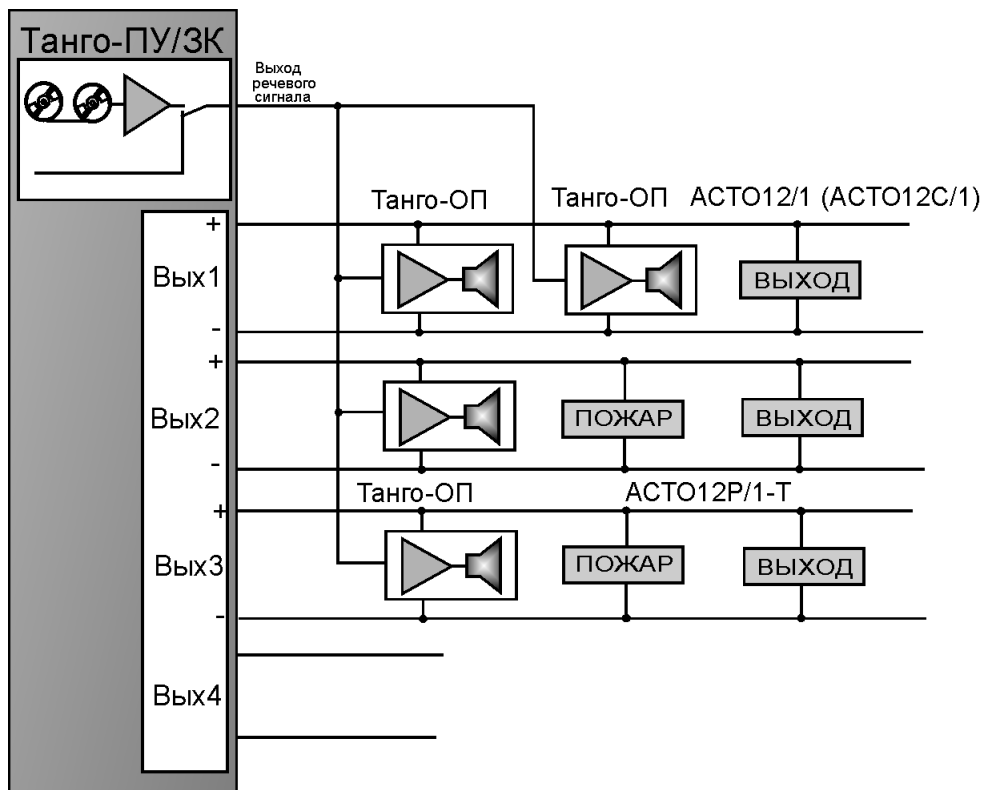 Танго-ПУ/ЗК
Выход
речевого
сигнала
Танго-ОП
Танго-ОП
АСТО12/1 (АСТО12С/1)
+
Вых1
ВЫХОД
-
+
Вых2
ПОЖАР
ВЫХОД
-
Танго-ОП
АСТО12Р/1-Т
+
Вых3
ПОЖАР
ВЫХОД
-
Вых4